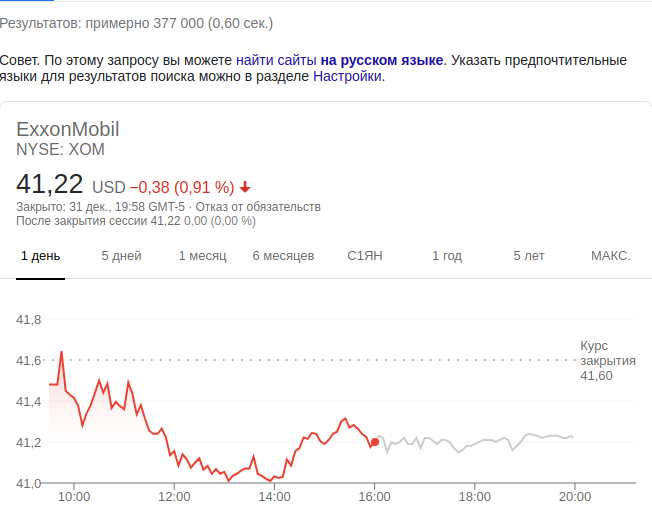 Результатов: примерно 377 000 (0,60 сек.)
Совет. По этому запросу вы можете найти сайты на русском языке. Указать предпочтительные
языки для результатов поиска можно в разделе Настройки.
ExxonMobil
NYSE: XOM
41,22 USD −0,38 (0,91 %)
Закрыто: 31 дек., 19:58 GMT-5 · Отказ от обязательств
После закрытия сессии 41,22 0,00 (0,00 %)
1 день 5 дней 1 месяц 6 месяцев С1ЯН 1 год 5 лет МАКС.
41,8
Курс
41,6 закрытия
41,60
41,4
41,2
41,0
10:00 12:00 14:00 16:00 18:00 20:00